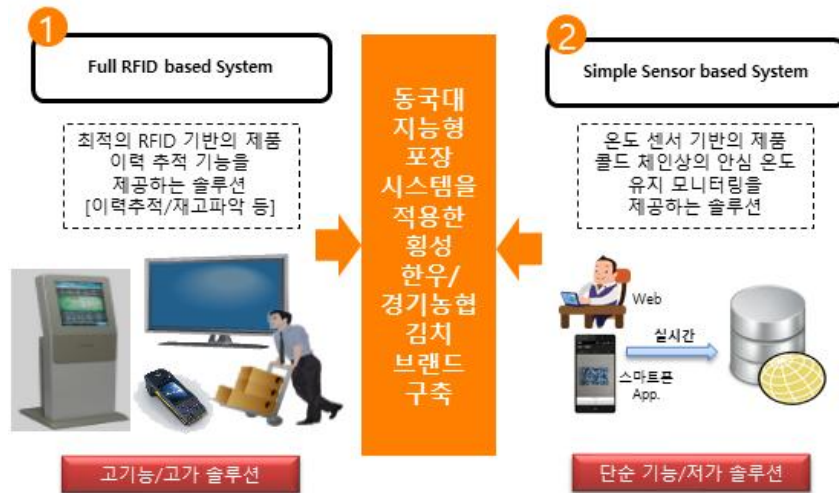 1
Full RFID based System
최적의 RFID 기반의 제품
이력 추적 기능을
제공하는 솔루션
[이력추적/재고파악 등]
고기능/고가 솔루션
동국대
지능형
포장
시스템을
적용한
횡성
한우/
경기농협
김치
브랜드
구축
2
Simple Sensor based System
온도 센서 기반의 제품
콜드 체인상의 안심 온도
유지 모니터링을
제공하는 솔루션
Web
실시간
스마트폰
App.
단순 기능/저가 솔루션